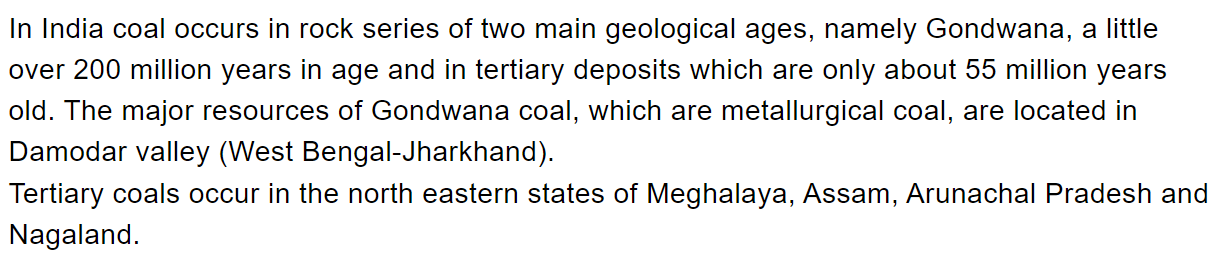 In India coal occurs in rock series of two main geological ages, namely Gondwana, a little
over 200 million years in age and in tertiary deposits which are only about 55 million years
old. The major resources of Gondwana coal, which are metallurgical coal, are located in
Damodar valley (West Bengal-Jharkhand).
Tertiary coals occur in the north eastern states of Meghalaya, Assam, Arunachal Pradesh and
Nagaland.